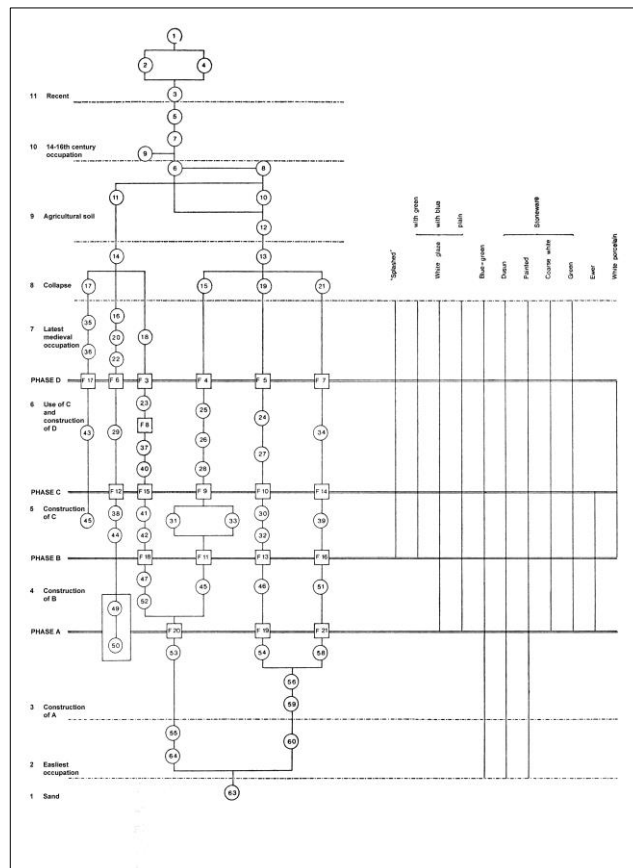 1
2 4
3
11 Recent
5
7
10 14-16th century
occupation
9
6 8
11 10
9 Agricultural soil
12
14 13
8 Collapse
17 15 19 21
"Splashed"
with green
White glaze with blue
plain
Blue-green
Stoneware
Dusun
Painted
Coarse white
Green
Ewer
White porcelain
7 Latest
medieval
occupation
35 16
20 18
36 22
PHASE D F 17 F 6 F 3 F 4 F 5 F 7
6 Use of C
and
construction
of D
23 25 24
F 8
43 29 26 34
37 27
40 28
PHASE C F 12 F 15 F 9 F 10 F 14
5 Construction
of C
45 38 41 31 33 30 39
44 42 32
PHASE B F 18 F 11 F 13 F 16
4 Construction
of B
47 45 46 51
49 52
PHASE A F 20 F 19 F 21
50 53 54 58
56
3 Construction
of A
59
55 60
64
2 Easliest
occupation
1 Sand
63